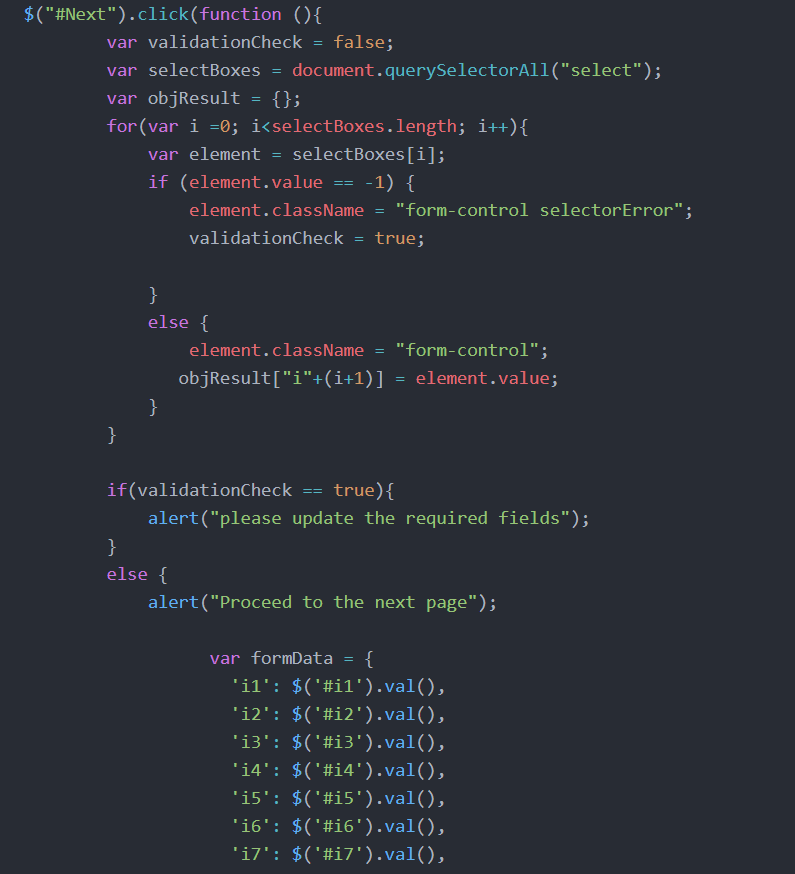 $("#Next").click(function (){
var validationCheck = false;
var selectBoxes = document.querySelectorAll("select");
var objResult = {};
for(var i =0; i<selectBoxes.length; i++){
var element = selectBoxes[i];
if (element.value == -1) {
element.className = "form-control selectorError";
validationCheck = true;
}
else {
element.className = "form-control";
objResult["i"+(i+1)] = element.value;
}
}
if(validationCheck == true){
alert("please update the required fields");
}
else {
alert("Proceed to the next page");
var formData = {
'i1': $('#i1').val(),
'i2': $('#i2').val(),
'i3': $('#i3').val(),
'i4': $('#i4').val(),
'i5': $('#i5').val(),
'i6': $('#i6').val(),
'i7': $('#i7').val(),